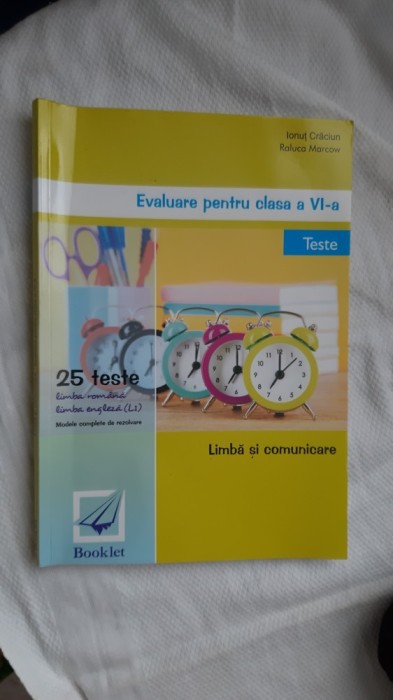 Ionuț Crăciun
Raluca Marcow
Evaluare pentru clasa a VI-a
Teste
25 teste
limba română/
limba engleză (L1)
Modele complete de rezolvare
Limbă și comunicare
Booklet